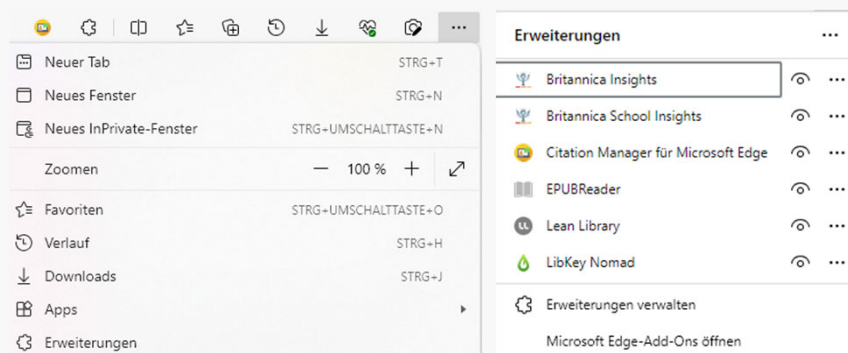 Neuer Tab STRG+T
Neues Fenster STRG+N
Neues InPrivate-Fenster STRG+UMSCHALTTASTE+N
Zoomen — 100 % +
Favoriten STRG+UMSCHALTTASTE+O
Verlauf STRG+H
Downloads STRG+J
Apps
Erweiterungen
Erweiterungen
Britannica Insights
Britannica School Insights
Citation Manager für Microsoft Edge
EPUBReader
Lean Library
LibKey Nomad
Erweiterungen verwalten
Microsoft Edge-Add-Ons öffnen